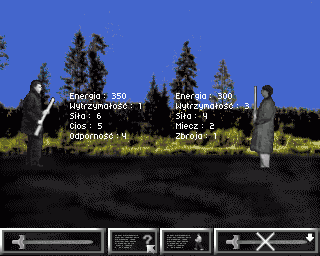 Energia : 350
Wytrzymałość : 1
Siła : 6
Cios : 5
Odporność : 4
Energia : 300
Wytrzymałość : 3
Siła : 4
Miecz : 2
Zbroja : 1
?